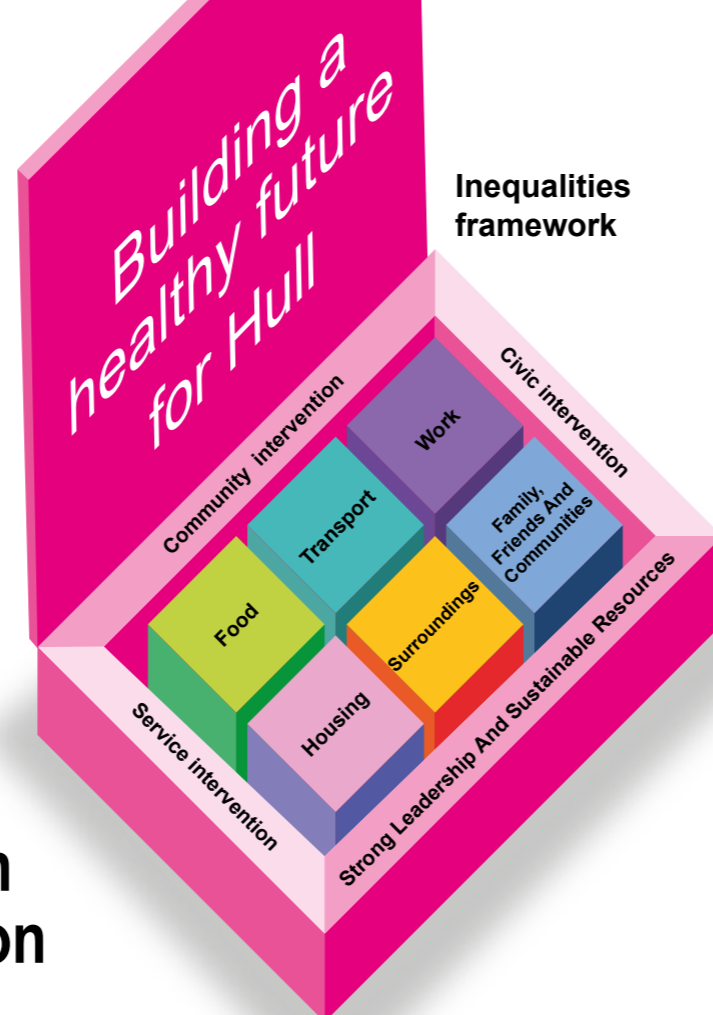 Building a
healthy future
for Hull
Inequalities
framework
Community intervention
Civic intervention
Work
Transport
Family,
Friends And
Communities
Food
Surroundings
Housing
Service intervention
Strong Leadership And Sustainable Resources